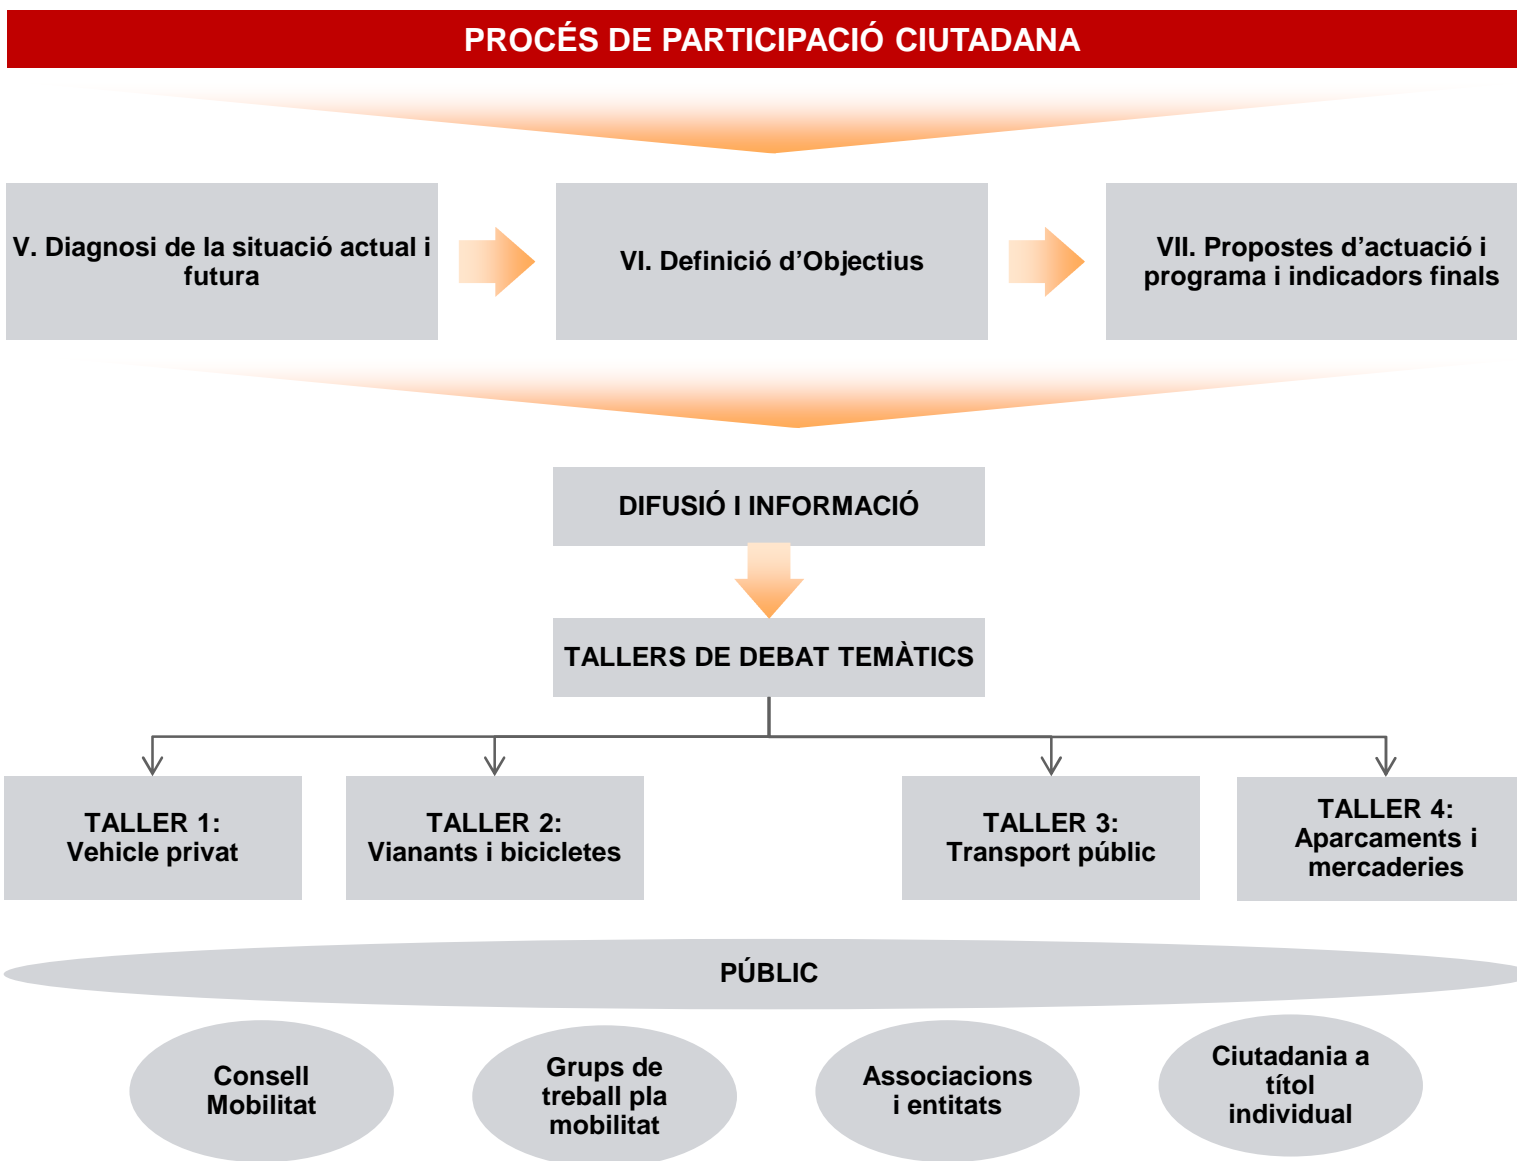 PROCÉS DE PARTICIPACIÓ CIUTADANA
V. Diagnosi de la situació actual i
futura
VI. Definició d’Objectius
VII. Propostes d’actuació i
programa i indicadors finals
DIFUSIÓ I INFORMACIÓ
TALLERS DE DEBAT TEMÀTICS
TALLER 1:
Vehicle privat
TALLER 2:
Vianants i bicicletes
TALLER 3:
Transport públic
TALLER 4:
Aparcaments i
mercaderies
PÚBLIC
Consell
Mobilitat
Grups de
treball pla
mobilitat
Associacions
i entitats
Ciutadania a
títol
individual